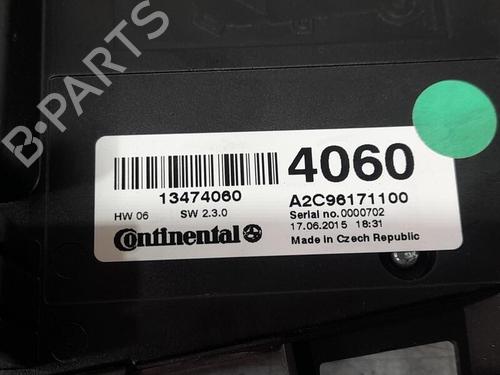 B-PARTS
13474060
HW 06 SW 2.3.0
Continental
4060
A2C96171100
Serial no. 0000702
17.06.2015 18:31
Made in Czech Republic